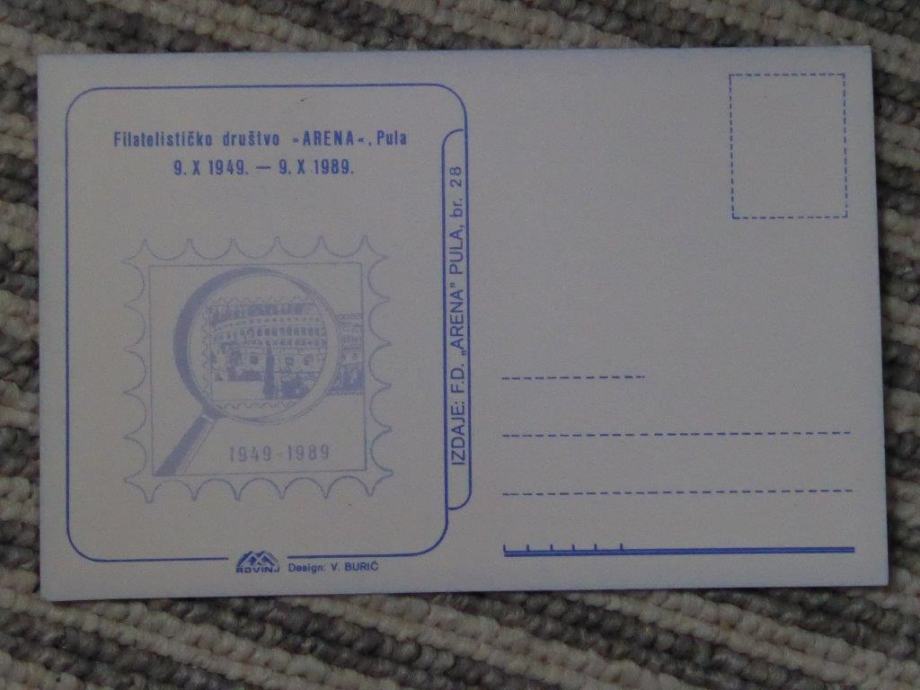 Filatelističko društvo »ARENA«, Pula
9. X 1949. — 9. X 1989.
1949-1989
IZDAJE: F.D. „ARENA” PULA, br. 28
ROVINJ
Design: V. BURIĆ